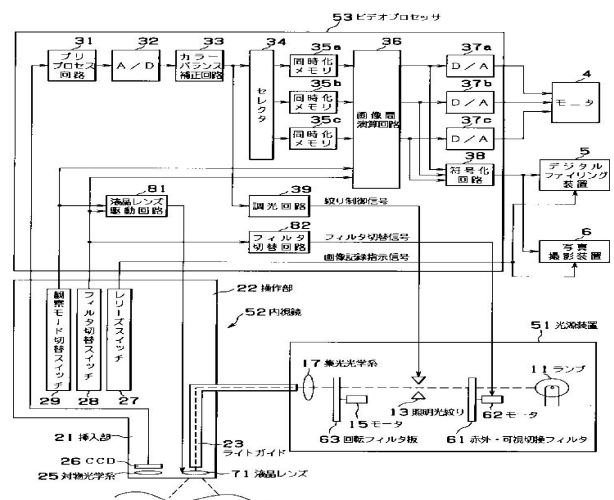 53 ビデオプロセッサ
31
32
33
34
35a
36
37a
プリプロセス回路
A/D
カラーバランス補正回路
セレクタ
同時化メモリ
画像間演算回路
D/A
4
モータ
35b
同時化メモリ
37b
D/A
35c
同時化メモリ
37c
D/A
38
符号化回路
5
デジタルファイリング装置
81
液晶レンズ駆動回路
39
調光回路
絞り制御信号
82
フィルタ切替回路
フィルタ切替信号
画像記録指示信号
6
写真撮影装置
22 操作部
52 内視鏡
観察モード切替スイッチ
フィルタ切替スイッチ
レリーズスイッチ
29
28
27
51 光源装置
17 集光光学系
11 ランプ
13 照明光絞り
15 モータ
62 モータ
63 回転フィルタ板
61 赤外・可視切換フィルタ
21 挿入部
23
ライトガイド
26 CCD
25 対物光学系
71 液晶レンズ